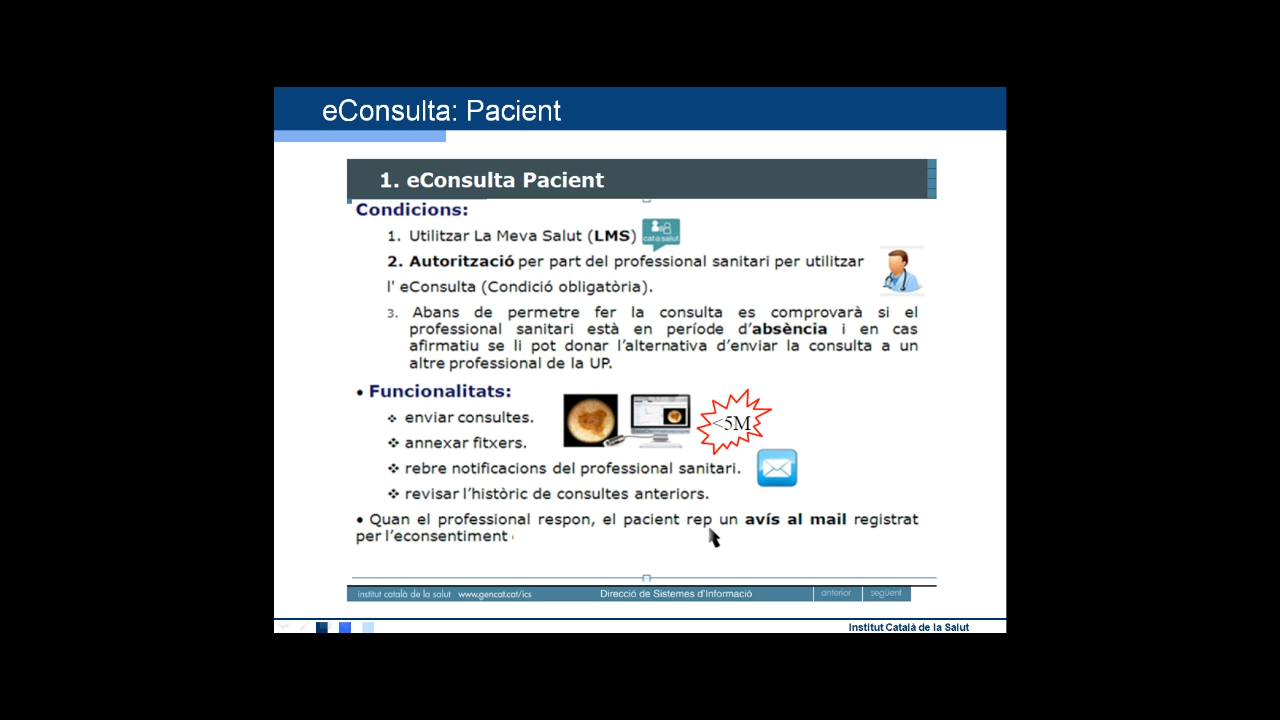 eConsulta: Pacient
1. eConsulta Pacient
Condicions:
1. Utilitzar La Meva Salut (LMS)
catsalut
2. Autorització per part del professional sanitari per utilitzar
l' eConsulta (Condició obligatòria).
3. Abans de permetre fer la consulta es comprovarà si el
professional sanitari està en període d’absència i en cas
afirmatiu se li pot donar l’alternativa d’enviar la consulta a un
altre professional de la UP.
• Funcionalitats:
❖ enviar consultes.
<5M
❖ annexar fitxers.
❖ rebre notificacions del professional sanitari.
❖ revisar l’històric de consultes anteriors.
• Quan el professional respon, el pacient rep un avís al mail registrat
per l’econsentiment
institut català de la salut www.gencat.cat/ics Direcció de Sistemes d'Informació anterior següent
Institut Català de la Salut